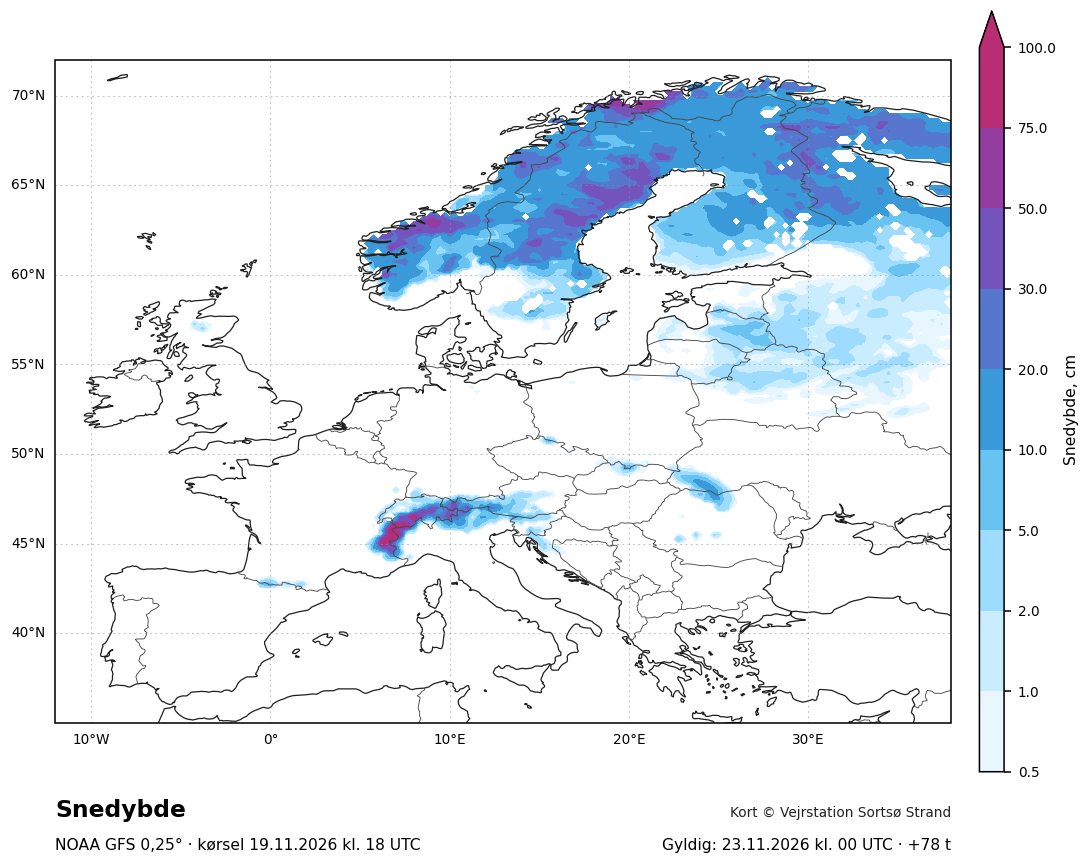 100.0
70°N
75.0
65°N
50.0
60°N
30.0
55°N
20.0
Snedybde, cm
50°N
10.0
5.0
45°N
2.0
40°N
1.0
10°W 0° 10°E 20°E 30°E
0.5
Snedybde
Kort © Vejrstation Sortsø Strand
NOAA GFS 0,25° · kørsel 19.11.2026 kl. 18 UTC
Gyldig: 23.11.2026 kl. 00 UTC · +78 t